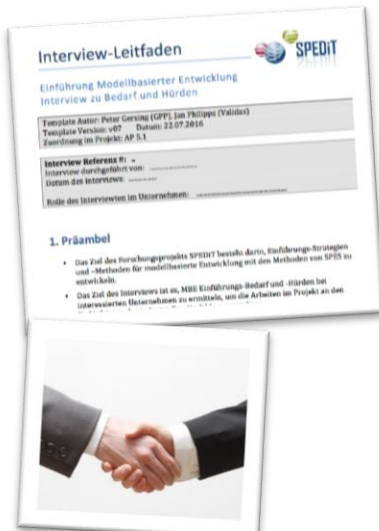 Interview-Leitfaden
SPEDiT
Einführung Modellbasierter Entwicklung
Interview zu Bedarf und Hürden
Template Autor: Peter Gersing (GPP), Jan Philipps (Validas)
Template Version: v07 Datum: 22.07.2016
Zuordnung im Projekt: AP 5.1
Interview Referenz #:
Interview durchgeführt von:
Datum des Interviews:
Rolle des Interviewten im Unternehmen:
1. Präambel
• Das Ziel des Forschungsprojekts SPEDIT besteht darin, Einführungs-Strategien
und –Methoden für modellbasierte Entwicklung mit den Methoden von SPES zu
entwickeln.
• Das Ziel des Interviews ist es, MBE Einführungs-Bedarf und -Hürden bei
interessierten Unternehmen zu ermitteln, um die Arbeiten im Projekt an den